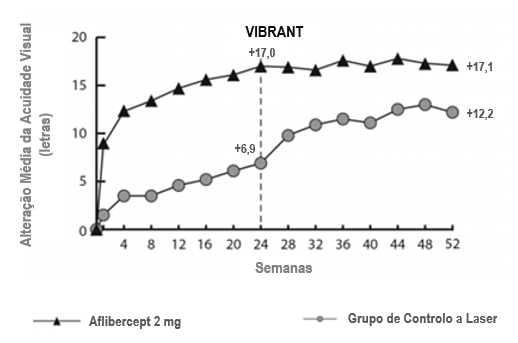 VIBRANT
Alteração Média da Acuidade Visual
(letras)
20
15
10
5
0
+17,0
+17,1
+12,2
+6,9
4 8 12 16 20 24 28 32 36 40 44 48 52
Semanas
Aflibercept 2 mg
Grupo de Controlo a Laser